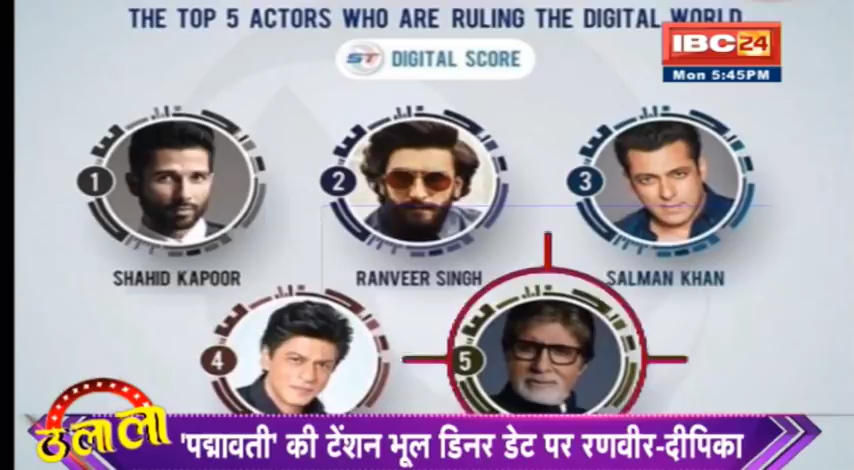 THE TOP 5 ACTORS WHO ARE RULING THE DIGITAL WORLD
IBC24
Mon 5:45PM
ST DIGITAL SCORE
1
2
3
SHAHID KAPOOR
RANVEER SINGH
SALMAN KHAN
4
5
उ ला ला
'पद्मावती' की टेंशन भूल डिनर डेट पर रणवीर-दीपिका